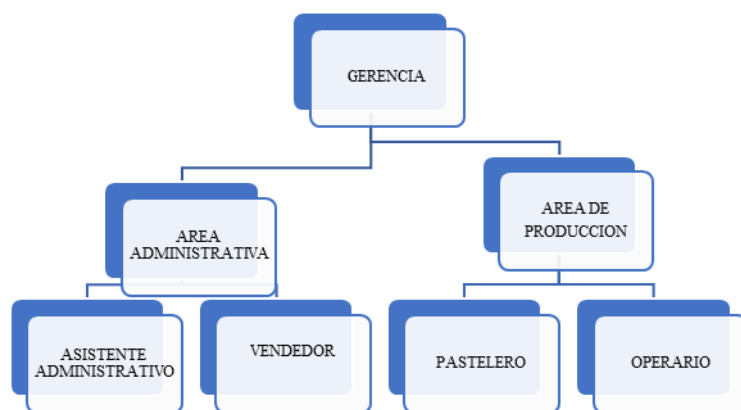 GERENCIA
AREA
ADMINISTRATIVA
AREA DE
PRODUCCION
ASISTENTE
ADMINISTRATIVO
VENDEDOR
PASTELERO
OPERARIO